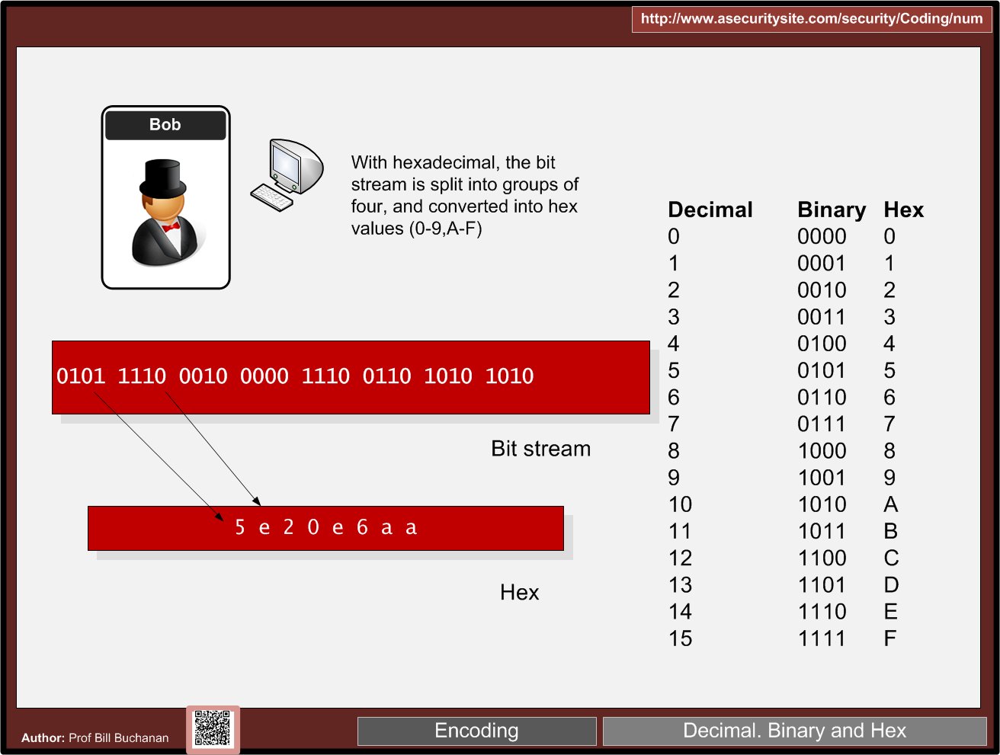 http://www.asecuritysite.com/security/Coding/num
Bob
With hexadecimal, the bit
stream is split into groups of
four, and converted into hex
values (0-9,A-F)
0101 1110 0010 0000 1110 0110 1010 1010
Bit stream
5 e 2 0 e 6 a a
Hex
Decimal Binary Hex
0 0000 0
1 0001 1
2 0010 2
3 0011 3
4 0100 4
5 0101 5
6 0110 6
7 0111 7
8 1000 8
9 1001 9
10 1010 A
11 1011 B
12 1100 C
13 1101 D
14 1110 E
15 1111 F
Author: Prof Bill Buchanan
Encoding
Decimal. Binary and Hex